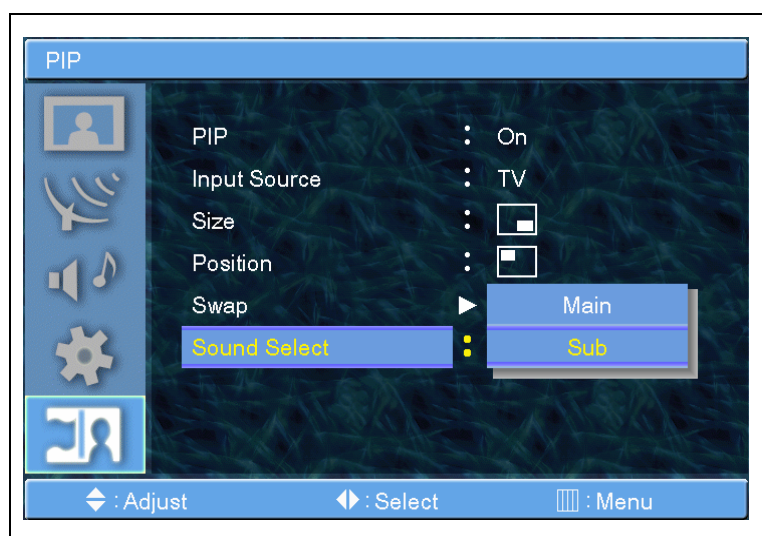 PIP
PIP : On
Input Source : TV
Size :
Position :
Swap Main
Sound Select : Sub
: Adjust : Select : Menu